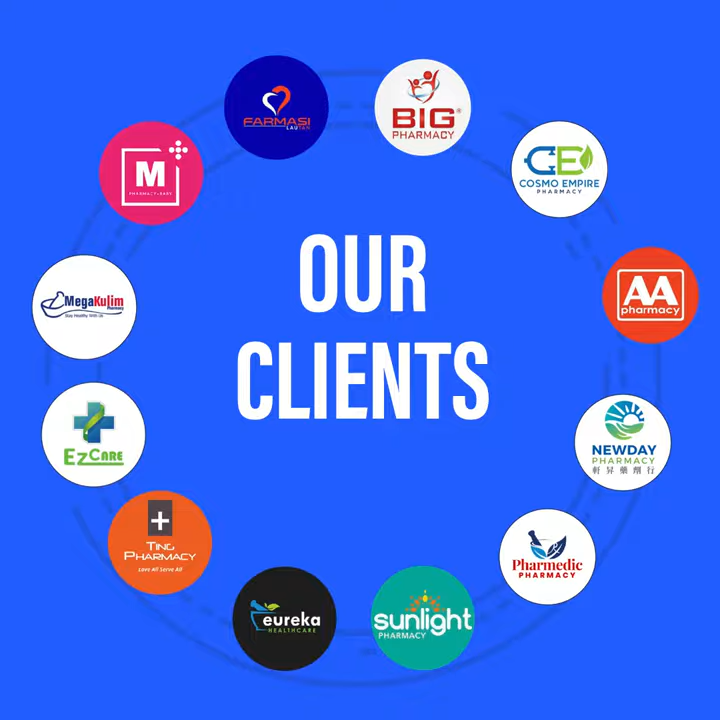 OUR
CLIENTS
FARMASI
LAUTAN
BIG
PHARMACY
CE
COSMO EMPIRE
PHARMACY
AA
pharmacy
NEWDAY
PHARMACY
軒昇藥劑行
Pharmedic
PHARMACY
sunlight
PHARMACY
eureka
HEALTHCARE
TING
PHARMACY
Love All Serve All
EZCARE
MegaKulim
Pharmacy
Stay Healthy With Us
M
PHARMACY+BABY